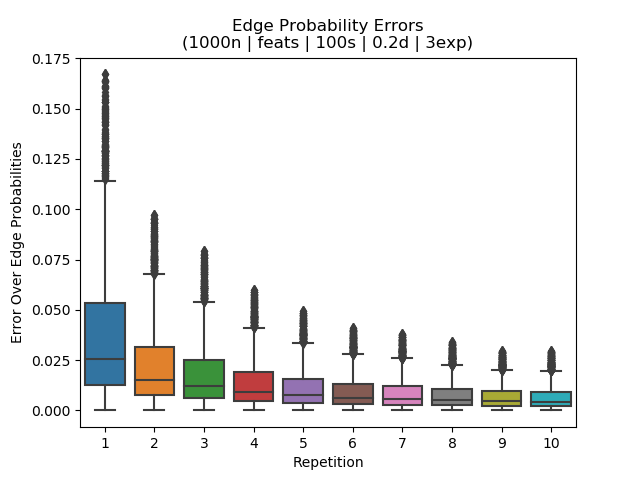 Edge Probability Errors
(1000n | feats | 100s | 0.2d | 3exp)
Error Over Edge Probabilities
0.175
0.150
0.125
0.100
0.075
0.050
0.025
0.000
1 2 3 4 5 6 7 8 9 10
Repetition